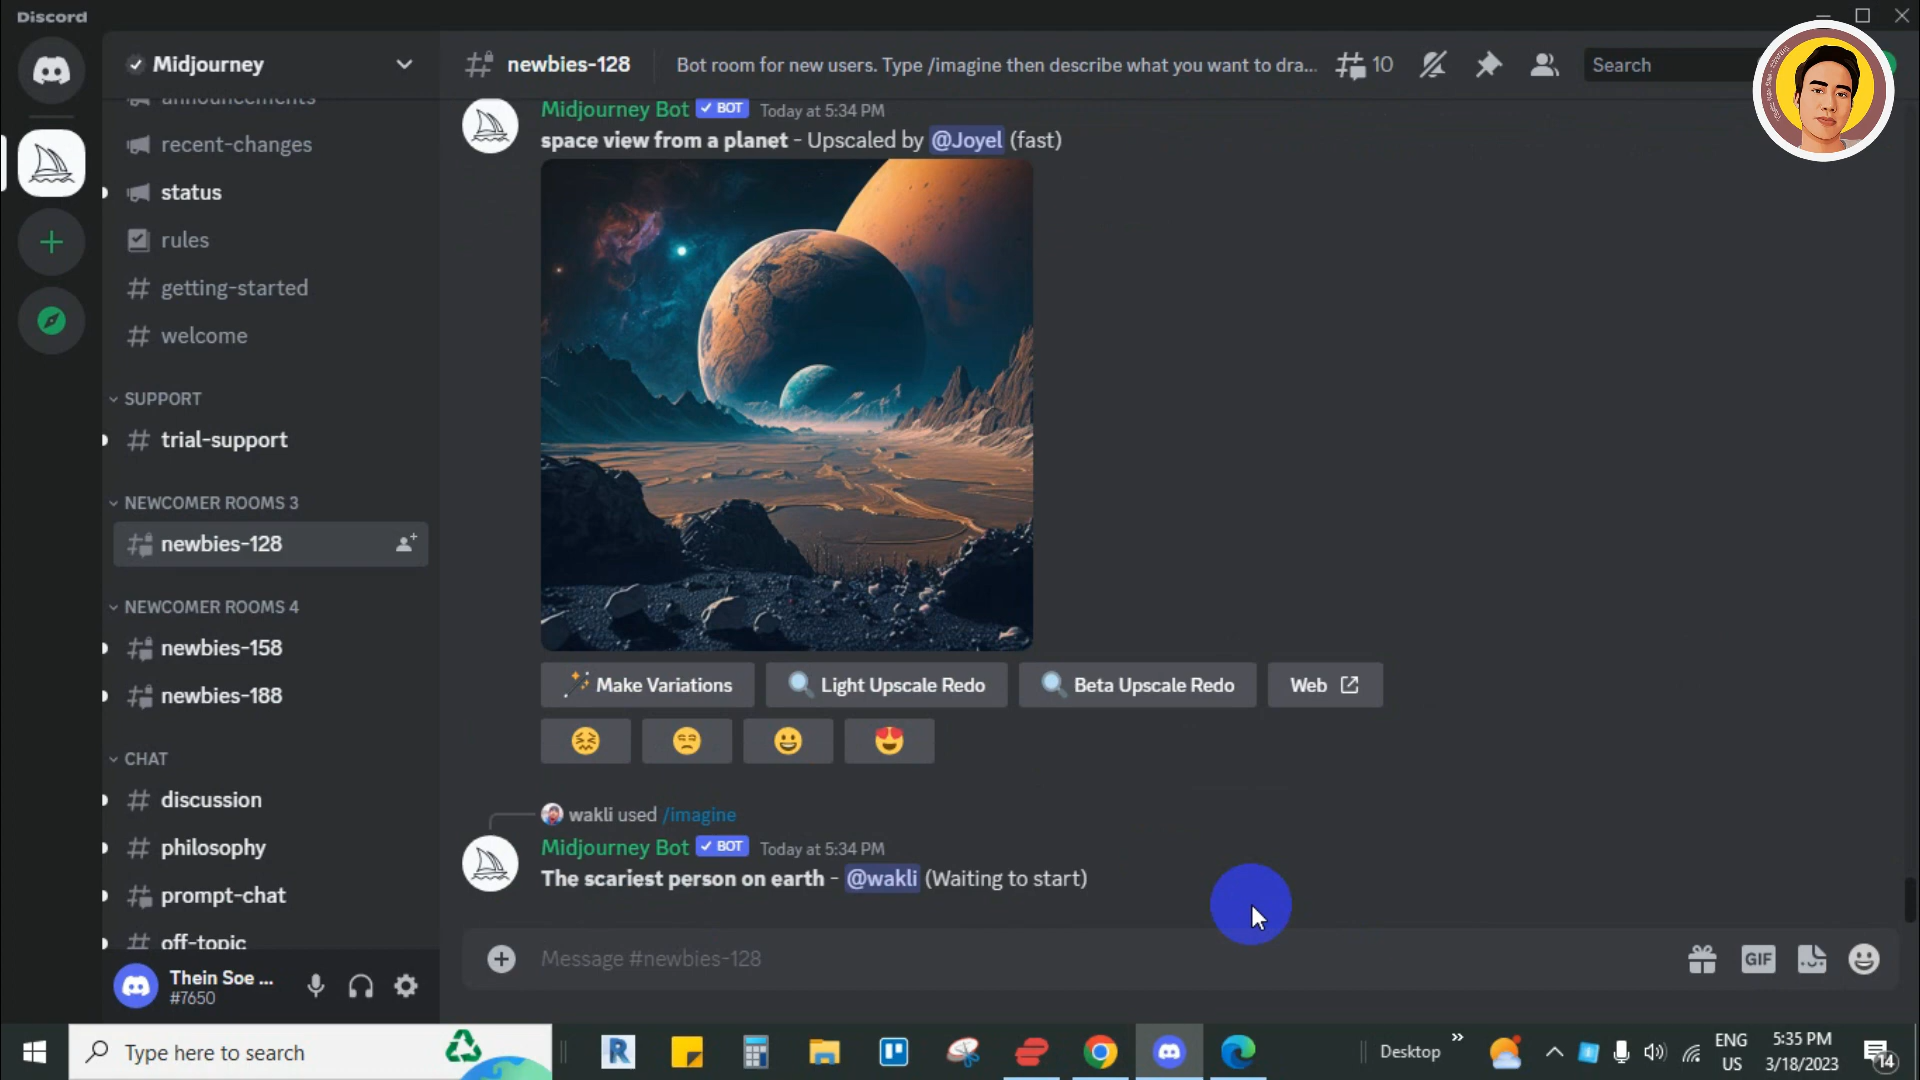 Discord
Midjourney
announcements
recent-changes
status
rules
getting-started
welcome
SUPPORT
trial-support
NEWCOMER ROOMS 3
newbies-128
NEWCOMER ROOMS 4
newbies-158
newbies-188
CHAT
discussion
philosophy
prompt-chat
off-topic
Thein Soe ...
#7650
newbies-128
Bot room for new users. Type /imagine then describe what you want to dra...
10
Search
Midjourney Bot ✓ BOT Today at 5:34 PM
space view from a planet - Upscaled by @Joyel (fast)
Make Variations
Light Upscale Redo
Beta Upscale Redo
Web
wakli used /imagine
Midjourney Bot ✓ BOT Today at 5:34 PM
The scariest person on earth - @wakli (Waiting to start)
Message #newbies-128
GIF
Type here to search
R
Desktop
ENG
US
5:35 PM
3/18/2023
14